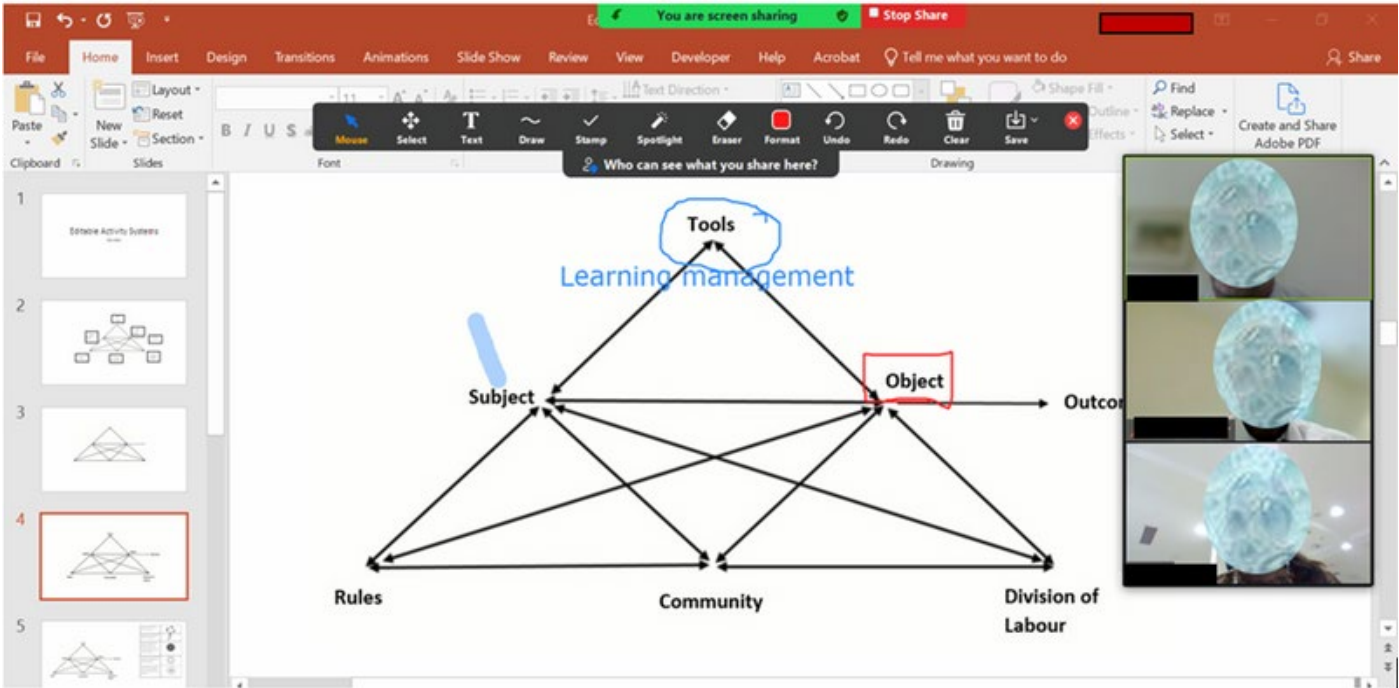 You are screen sharing
Stop Share
File Home Insert Design Transitions Animations Slide Show Review View Developer Help Acrobat Tell me what you want to do Share
Paste
New Slide
Layout
Reset
Section
11
Text Direction
Shape Fill
Outline
Effects
Find
Replace
Select
Create and Share
Adobe PDF
B I U S
Clipboard Slides Font Drawing
Mouse Select Text Draw Stamp Spotlight Eraser Format Undo Redo Clear Save
Who can see what you share here?
1
Editable Activity Systems
2
3
4
5
Tools
Learning management
Subject
Object
Outcor
Rules
Community
Division of
Labour